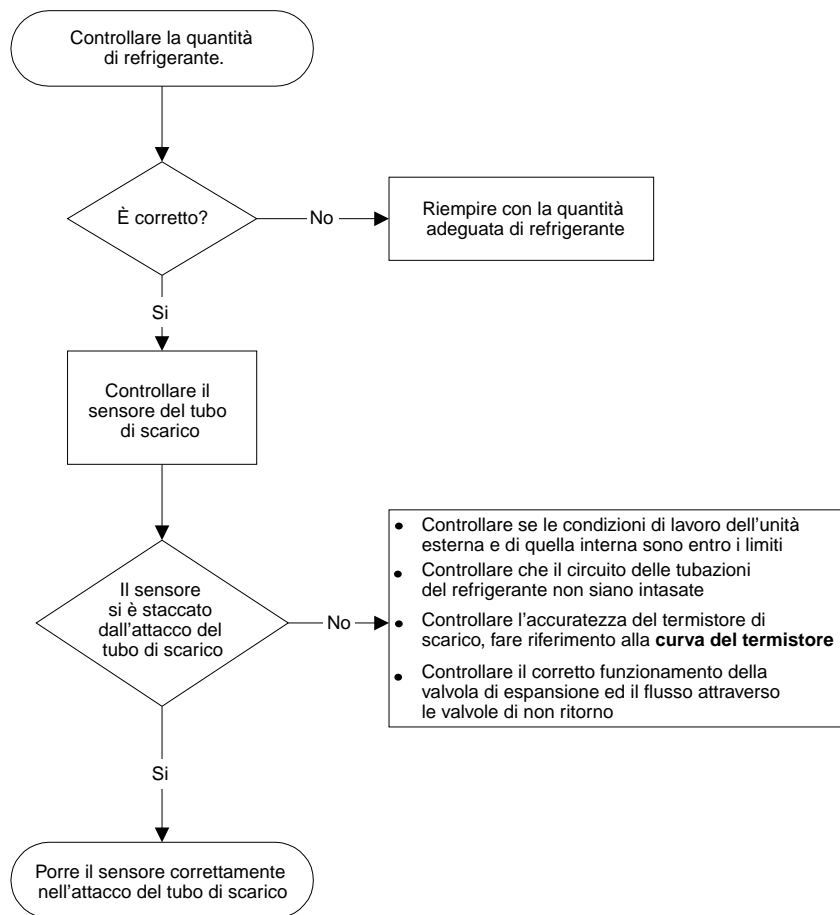 Controllare la quantità
di refrigerante.
È corretto?
No
Riempire con la quantità
adeguata di refrigerante
Si
Controllare il
sensore del tubo
di scarico
Il sensore
si è staccato
dall'attacco del
tubo di scarico
No
• Controllare se le condizioni di lavoro dell'unità
esterna e di quella interna sono entro i limiti
• Controllare che il circuito delle tubazioni
del refrigerante non siano intasate
• Controllare l'accuratezza del termistore di
scarico, fare riferimento alla curva del termistore
• Controllare il corretto funzionamento della
valvola di espansione ed il flusso attraverso
le valvole di non ritorno
Si
Porre il sensore correttamente
nell'attacco del tubo di scarico